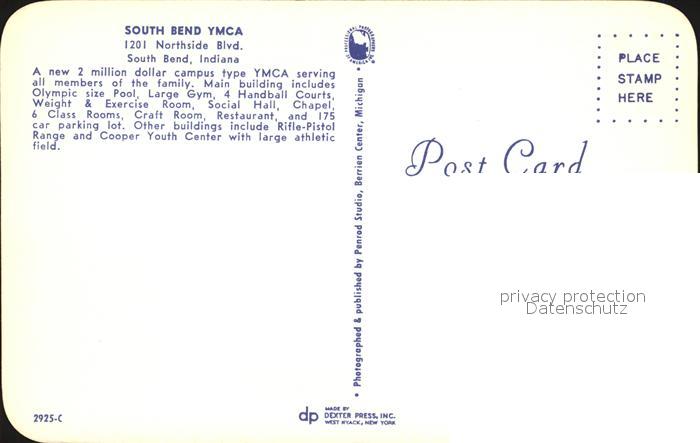 SOUTH BEND YMCA
1201 Northside Blvd.
South Bend, Indiana
A new 2 million dollar campus type YMCA serving
all members of the family. Main building includes
Olympic size Pool, Large Gym, 4 Handball Courts,
Weight & Exercise Room, Social Hall, Chapel,
6 Class Rooms, Craft Room, Restaurant, and 175
car parking lot. Other buildings include Rifle-Pistol
Range and Cooper Youth Center with large athletic
field.
2925-C
• Photographed & published by Penrod Studio, Berrien Center, Michigan •
dp
MADE BY
DEXTER PRESS, INC.
WEST NYACK, NEW YORK
PLACE
STAMP
HERE
Post Card
privacy protection
Datenschutz